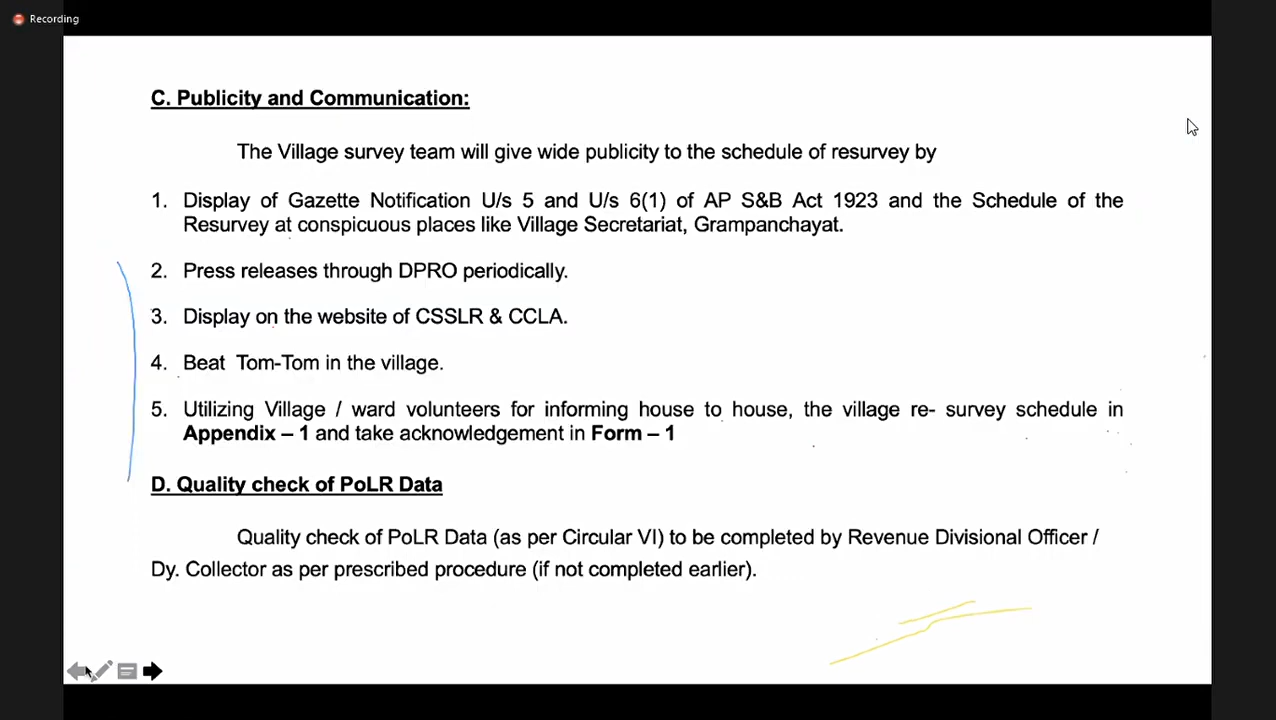 Recording
C. Publicity and Communication:
The Village survey team will give wide publicity to the schedule of resurvey by
1. Display of Gazette Notification U/s 5 and U/s 6(1) of AP S&B Act 1923 and the Schedule of the
Resurvey at conspicuous places like Village Secretariat, Grampanchayat.
2. Press releases through DPRO periodically.
3. Display on the website of CSSLR & CCLA.
4. Beat Tom-Tom in the village.
5. Utilizing Village / ward volunteers for informing house to house, the village re- survey schedule in
Appendix – 1 and take acknowledgement in Form – 1
D. Quality check of PoLR Data
Quality check of PoLR Data (as per Circular VI) to be completed by Revenue Divisional Officer /
Dy. Collector as per prescribed procedure (if not completed earlier).